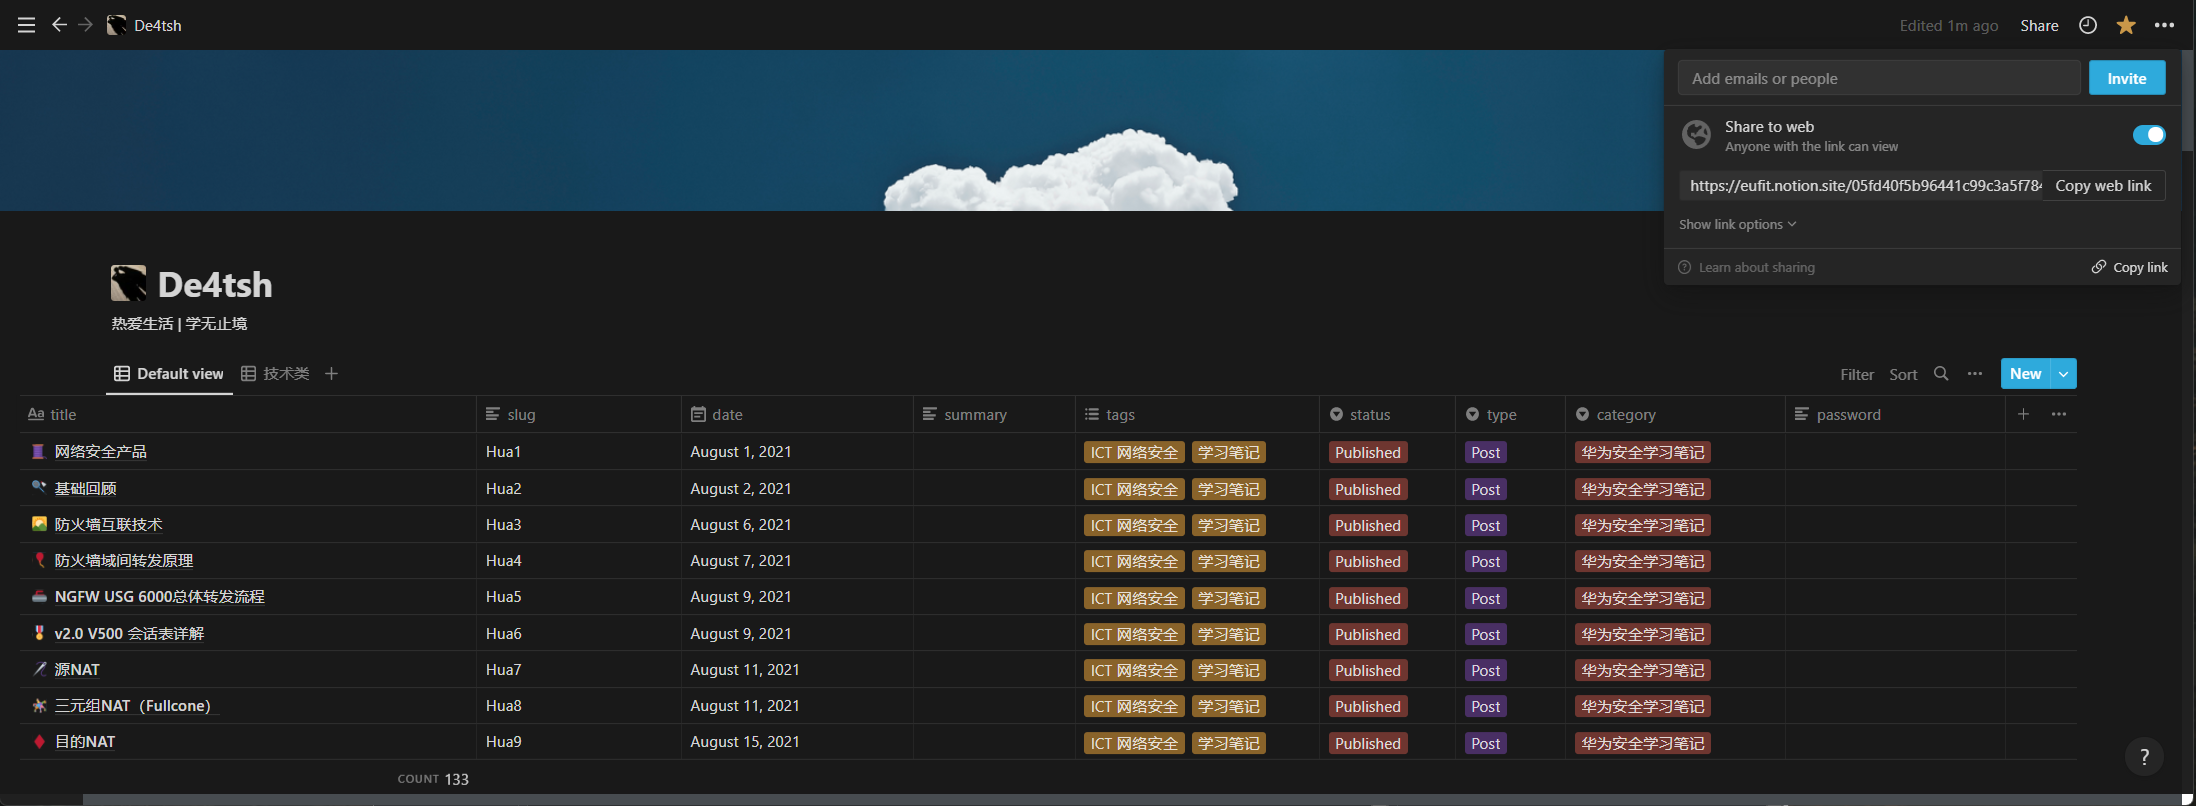 De4tsh
Edited 1m ago Share
Add emails or people Invite
Share to web
Anyone with the link can view
https://eufit.notion.site/05fd40f5b96441c99c3a5f784 Copy web link
Show link options
Learn about sharing Copy link
De4tsh
热爱生活 | 学无止境
Default view 技术类 Filter Sort New
Aa title slug date summary tags status type category password
网络安全产品 Hua1 August 1, 2021 ICT 网络安全 学习笔记 Published Post 华为安全学习笔记
基础回顾 Hua2 August 2, 2021 ICT 网络安全 学习笔记 Published Post 华为安全学习笔记
防火墙互联技术 Hua3 August 6, 2021 ICT 网络安全 学习笔记 Published Post 华为安全学习笔记
防火墙域间转发原理 Hua4 August 7, 2021 ICT 网络安全 学习笔记 Published Post 华为安全学习笔记
NGFW USG 6000总体转发流程 Hua5 August 9, 2021 ICT 网络安全 学习笔记 Published Post 华为安全学习笔记
v2.0 V500 会话表详解 Hua6 August 9, 2021 ICT 网络安全 学习笔记 Published Post 华为安全学习笔记
源NAT Hua7 August 11, 2021 ICT 网络安全 学习笔记 Published Post 华为安全学习笔记
三元组NAT（Fullcone） Hua8 August 11, 2021 ICT 网络安全 学习笔记 Published Post 华为安全学习笔记
目的NAT Hua9 August 15, 2021 ICT 网络安全 学习笔记 Published Post 华为安全学习笔记
COUNT 133
?